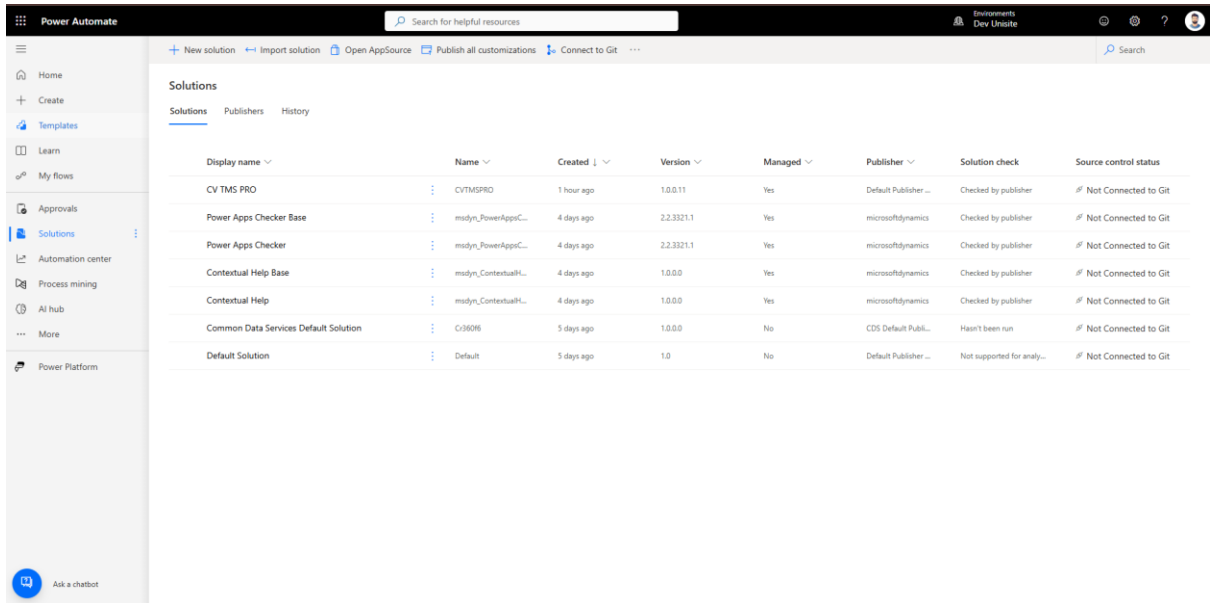 Power Automate
Search for helpful resources
Environments
Dev Unisite
New solution Import solution Open AppSource Publish all customizations Connect to Git ... Search
Home
Create
Templates
Learn
My flows
Approvals
Solutions
Automation center
Process mining
AI hub
More
Power Platform
Ask a chatbot
Solutions
Solutions Publishers History
Display name Name Created ↓ Version Managed Publisher Solution check Source control status
CV TMS PRO CVTMSPRO 1 hour ago 1.0.0.11 Yes Default Publisher ... Checked by publisher Not Connected to Git
Power Apps Checker Base msdyn_PowerAppsC... 4 days ago 2.2.3321.1 Yes microsoftdynamics Checked by publisher Not Connected to Git
Power Apps Checker msdyn_PowerAppsC... 4 days ago 2.2.3321.1 Yes microsoftdynamics Checked by publisher Not Connected to Git
Contextual Help Base msdyn_ContextualH... 4 days ago 1.0.0.0 Yes microsoftdynamics Checked by publisher Not Connected to Git
Contextual Help msdyn_ContextualH... 4 days ago 1.0.0.0 Yes microsoftdynamics Checked by publisher Not Connected to Git
Common Data Services Default Solution Cr360f6 5 days ago 1.0.0.0 No CDS Default Publi... Hasn't been run Not Connected to Git
Default Solution Default 5 days ago 1.0 No Default Publisher ... Not supported for analy... Not Connected to Git